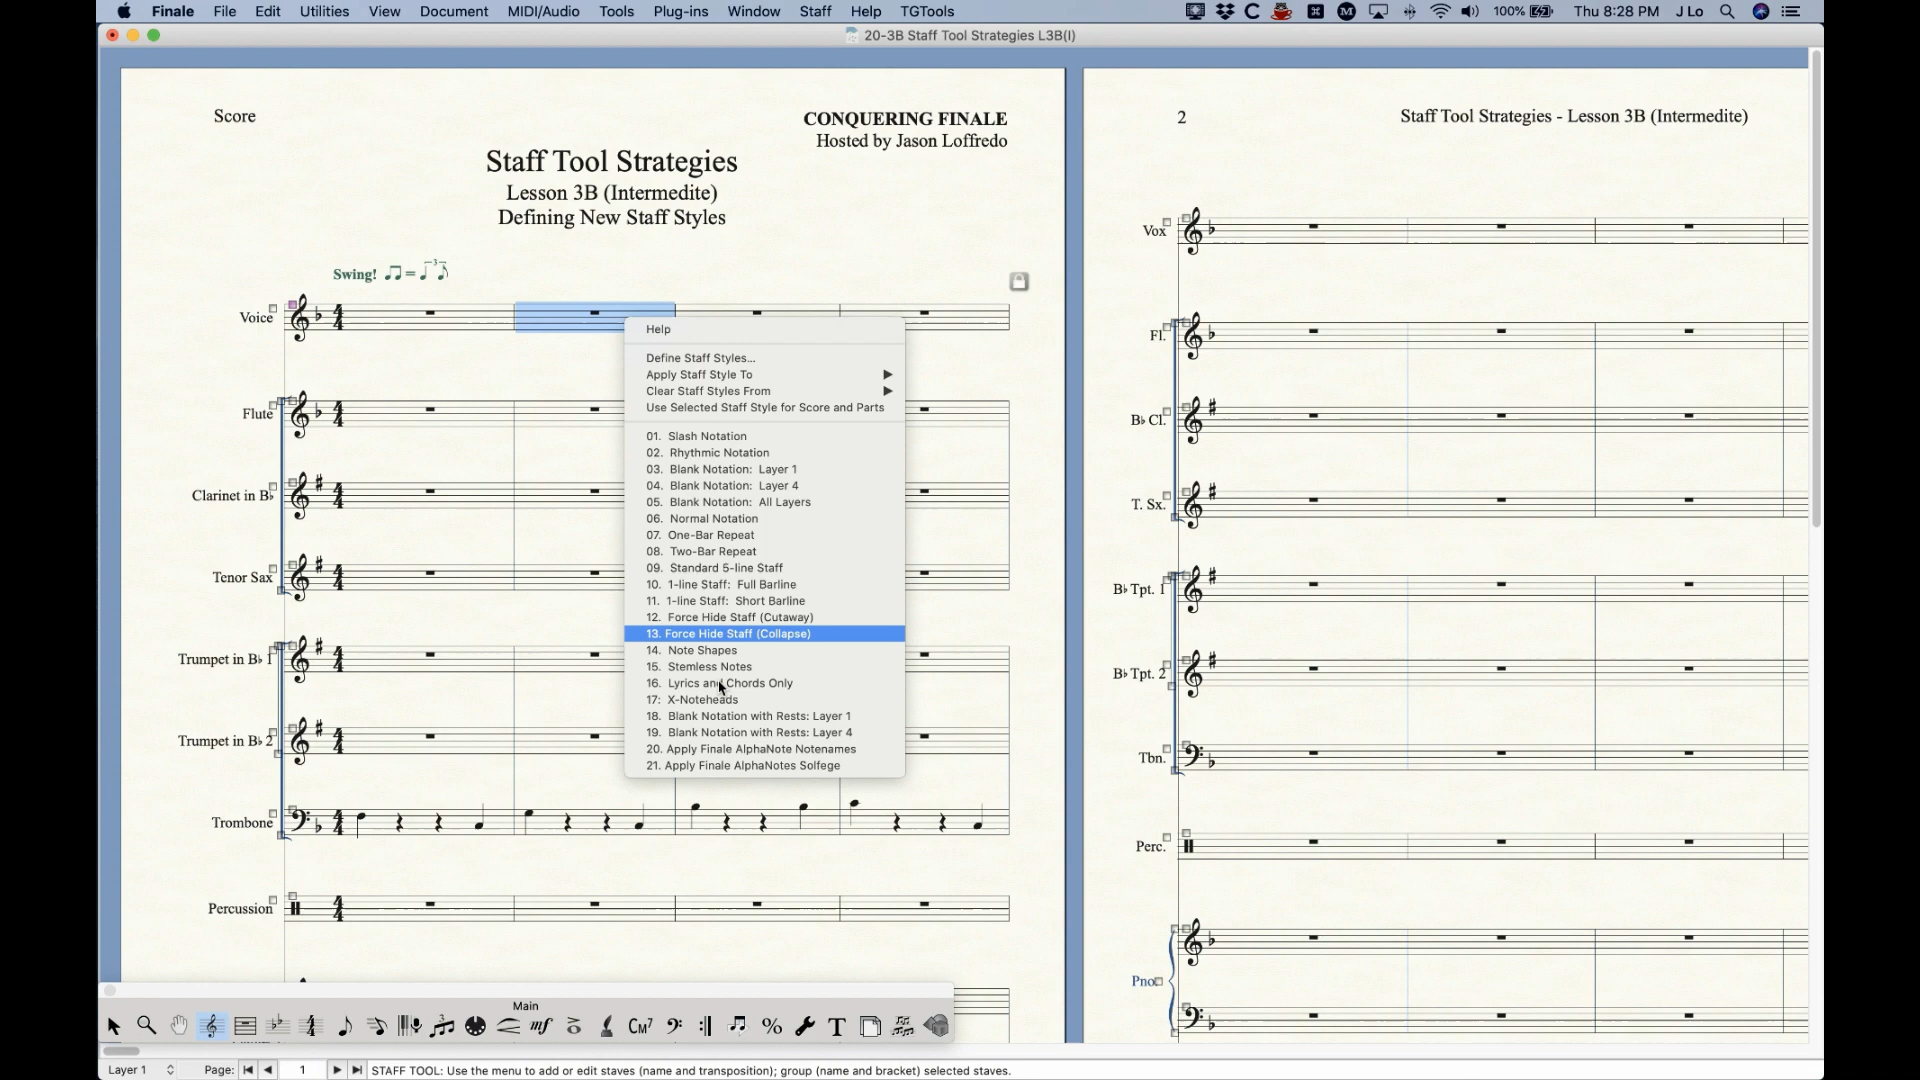 Finale File Edit Utilities View Document MIDI/Audio Tools Plug-ins Window Staff Help TGTools 100% Thu 8:28 PM J Lo
20-3B Staff Tool Strategies L3B(I)
Score
CONQUERING FINALE
Hosted by Jason Loffredo
Staff Tool Strategies
Lesson 3B (Intermedite)
Defining New Staff Styles
Swing!
3
Voice
Flute
Clarinet in B♭
Tenor Sax
Trumpet in B♭ 1
Trumpet in B♭ 2
Trombone
Percussion
Help
Define Staff Styles...
Apply Staff Style To
Clear Staff Styles From
Use Selected Staff Style for Score and Parts
01. Slash Notation
02. Rhythmic Notation
03. Blank Notation: Layer 1
04. Blank Notation: Layer 4
05. Blank Notation: All Layers
06. Normal Notation
07. One-Bar Repeat
08. Two-Bar Repeat
09. Standard 5-line Staff
10. 1-line Staff: Full Barline
11. 1-line Staff: Short Barline
12. Force Hide Staff (Cutaway)
13. Force Hide Staff (Collapse)
14. Note Shapes
15. Stemless Notes
16. Lyrics and Chords Only
17: X-Noteheads
18. Blank Notation with Rests: Layer 1
19. Blank Notation with Rests: Layer 4
20. Apply Finale AlphaNote Notenames
21. Apply Finale AlphaNotes Solfege
2
Staff Tool Strategies - Lesson 3B (Intermedite)
Vox
Fl.
B♭ Cl.
T. Sx.
B♭ Tpt. 1
B♭ Tpt. 2
Tbn.
Perc.
Pno.
Main
mf CM7 % T
Layer 1 Page: 1 STAFF TOOL: Use the menu to add or edit staves (name and transposition); group (name and bracket) selected staves.